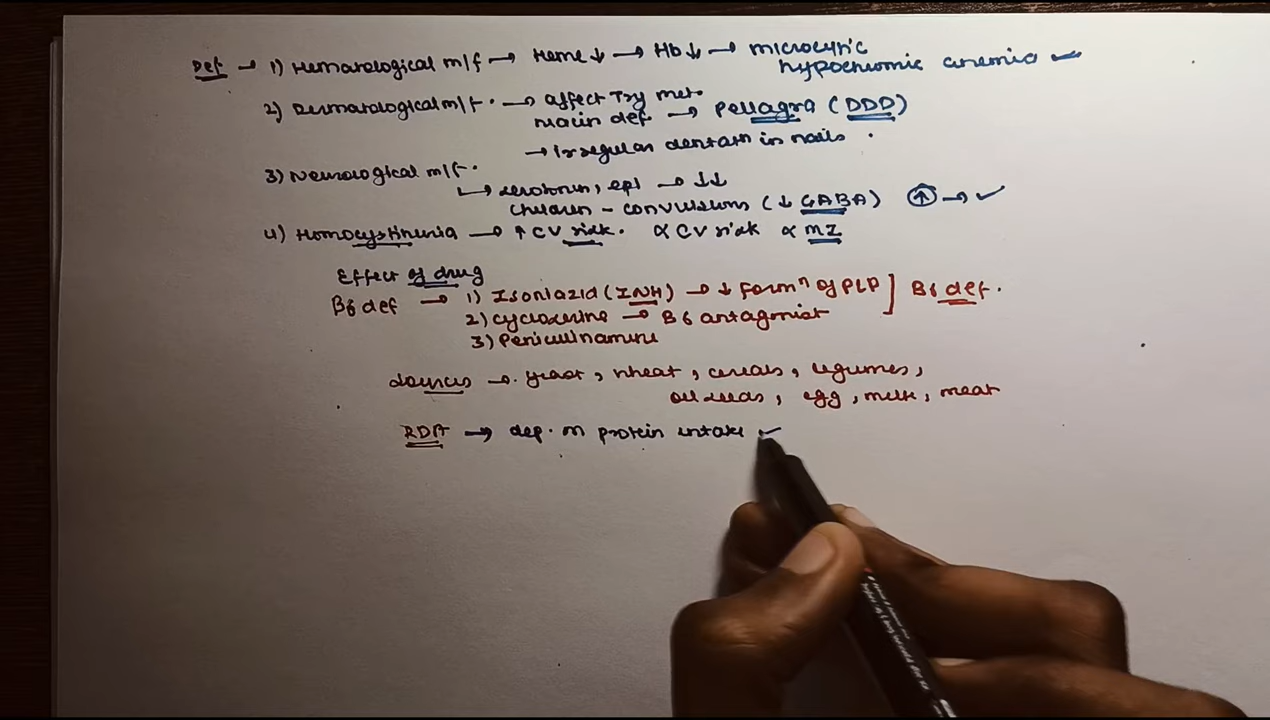 Def → 1) Hematological m/f → Heme ↓ → Hb ↓ → microcytic
hypochromic anemia ✓
2) Dermatological m/f. → affect Try met.
niacin def → Pellagra (DDD)
→ irregular dentath in nails .
3) Neurological m/f.
↳ serotonin, epi → ↓↓
Children - convulsions (↓ GABA) ↑ → ✓
4) Homocystinuria → ↑ CV risk. ∝ CV risk ∝ MI
Effect of drug
B6 def → 1) Isoniazid (INH) → ↓ formⁿ of PLP ] B6 def.
2) cycloserine → B6 antagonist
3) Penicillinamine
sources → yeast, wheat, cereals, legumes,
oil seeds, egg, milk, meat
RDA → dep. on protein intake ✓